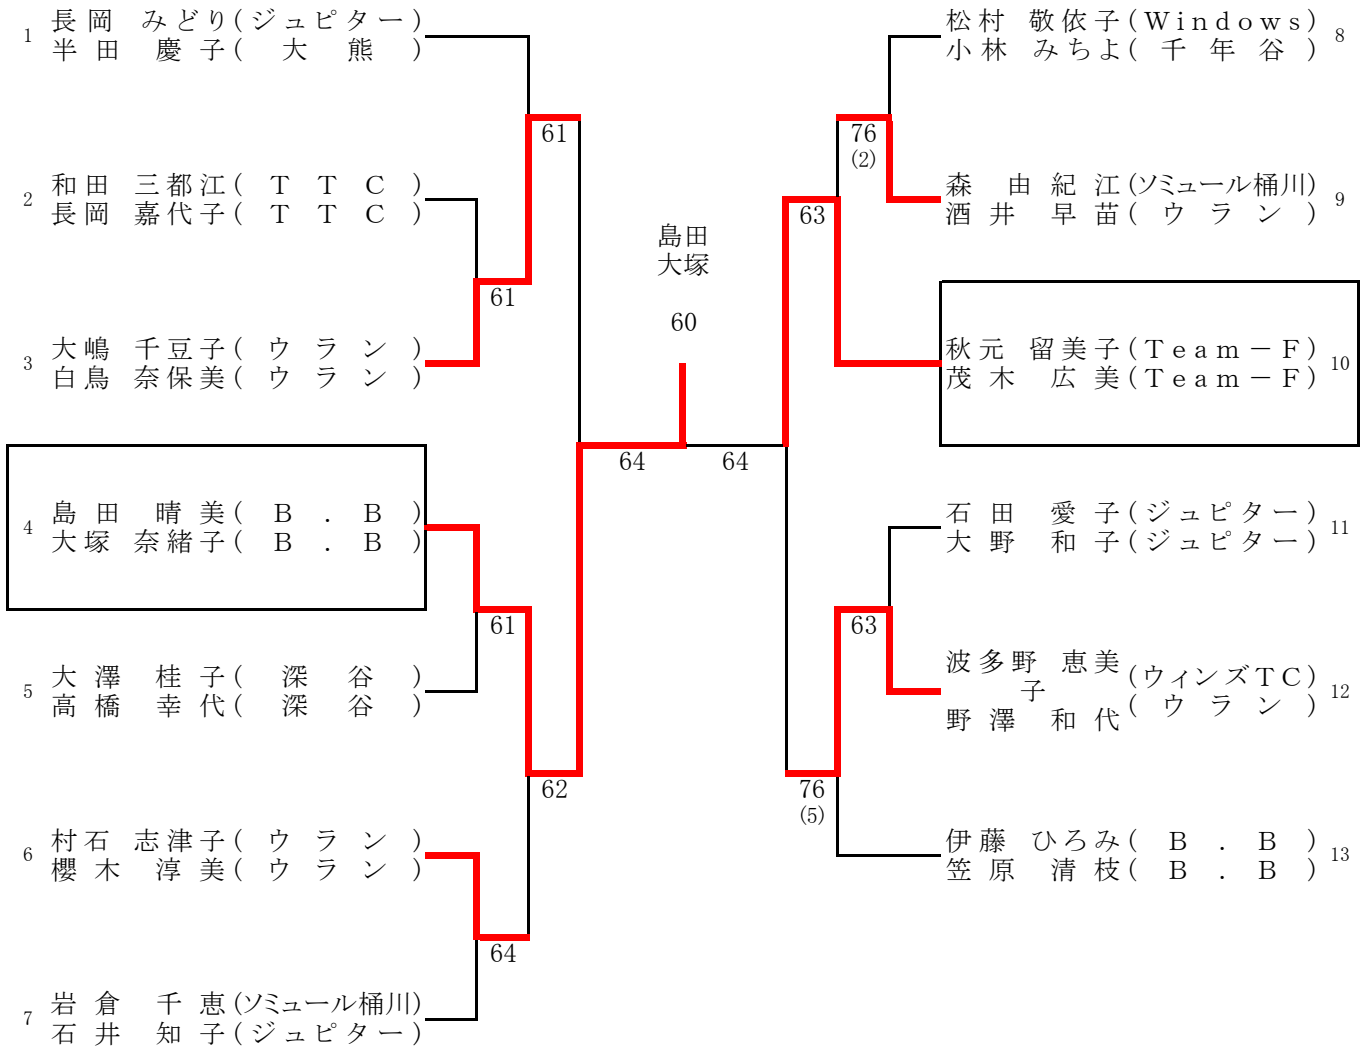 1 長岡 みどり(ジュピター)
半田 慶子(大熊)
61
2 和田 三都江(TTC)
長岡 嘉代子(TTC)
61
3 大嶋 千豆子(ウラン)
白鳥 奈保美(ウラン)
4 島田 晴美(B.B)
大塚 奈緒子(B.B)
61
5 大澤 桂子(深谷)
高橋 幸代(深谷)
62
6 村石 志津子(ウラン)
櫻木 淳美(ウラン)
64
7 岩倉 千恵(ソミュール桶川)
石井 知子(ジュピター)
島田
大塚
60
64
64
松村 敬依子(Windows) 8
小林 みちよ(千年谷)
76
(2)
森 由紀江(ソミュール桶川) 9
酒井 早苗(ウラン)
63
秋元 留美子(Team-F) 10
茂木 広美(Team-F)
石田 愛子(ジュピター) 11
大野 和子(ジュピター)
63
波多野 恵美
子
(ウィンズTC) 12
野澤 和代(ウラン)
76
(5)
伊藤 ひろみ(B.B) 13
笠原 清枝(B.B)